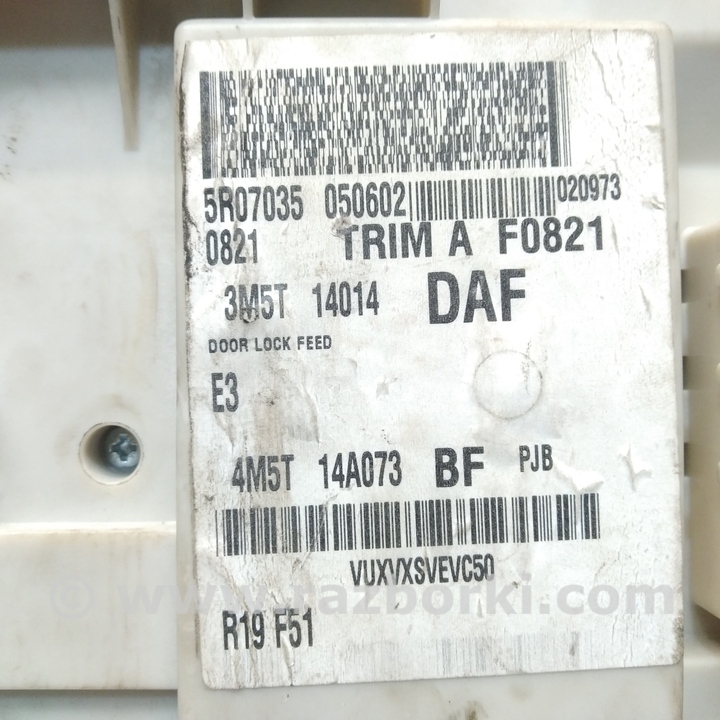 5R07035 050602 020973
0821 TRIM A F0821
3M5T 14014 DAF
DOOR LOCK FEED
E3
4M5T 14A073 BF PJB
VUXVXSVEVC50
© www.razborki.com
R19 F51